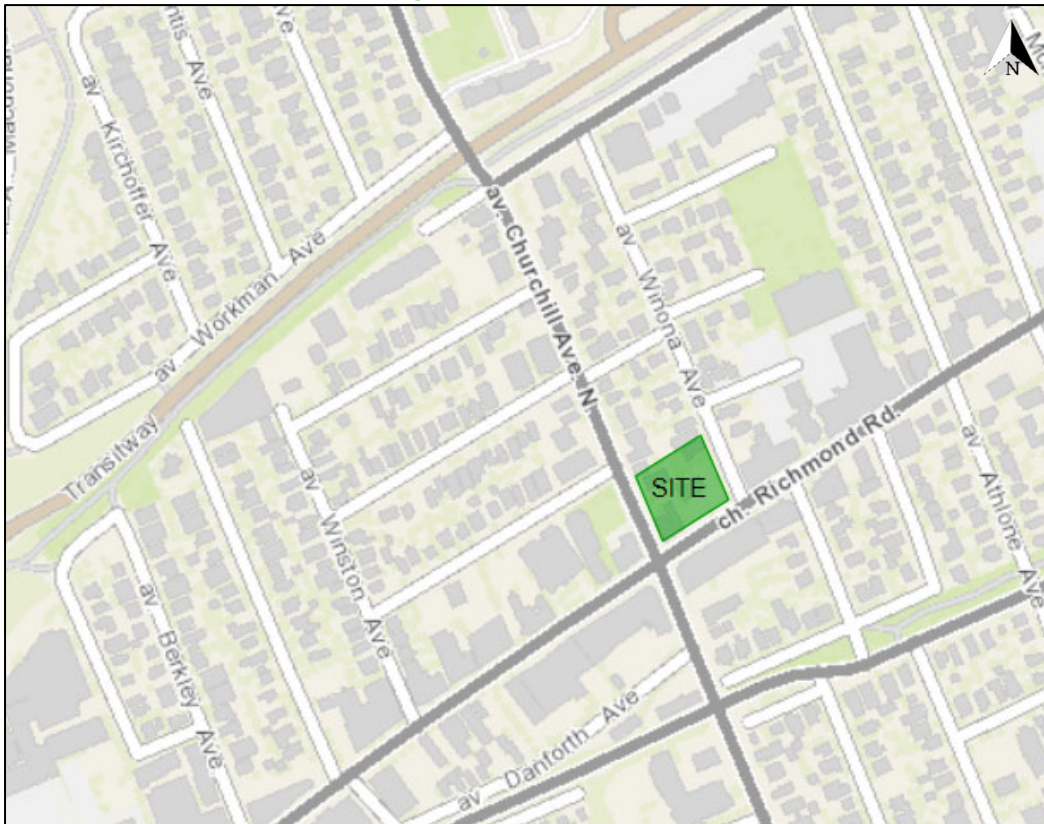 N
av Kirchoffer Ave
av Workman Ave
Transitway
av. Churchill Ave. N.
av Winona Ave
ch. Richmond Rd.
SITE
av. Athlone Ave
av Winston Ave
av Berkley Ave
av Danforth Ave
Ave